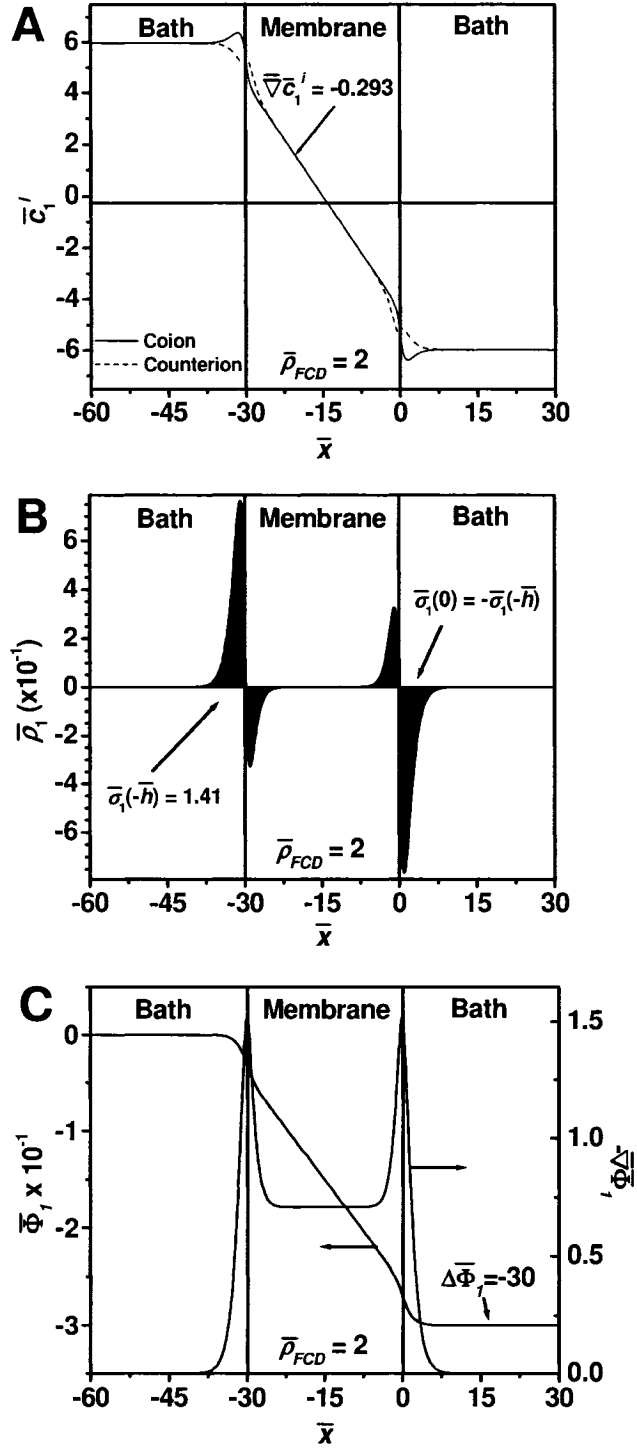 A
Bath Membrane Bath
6
4
2
0
-2
-4
-6
c̄₁ⁱ
∇̿c̄₁ⁱ = -0.293
Coion
Counterion
ρ̄_FCD = 2
-60 -45 -30 -15 0 15 30
x̄
B
Bath Membrane Bath
6
4
2
0
-2
-4
-6
ρ̄₁ (x10⁻¹)
σ̄₁(0) = -σ̄₁(-h̄)
σ̄₁(-h̄) = 1.41
ρ̄_FCD = 2
-60 -45 -30 -15 0 15 30
x̄
C
Bath Membrane Bath
0
-1
-2
-3
Φ̄₁ x 10⁻¹
1.5
1.0
0.5
0.0
-∇̿Φ̄₁
ΔΦ̄₁=-30
ρ̄_FCD = 2
-60 -45 -30 -15 0 15 30
x̄